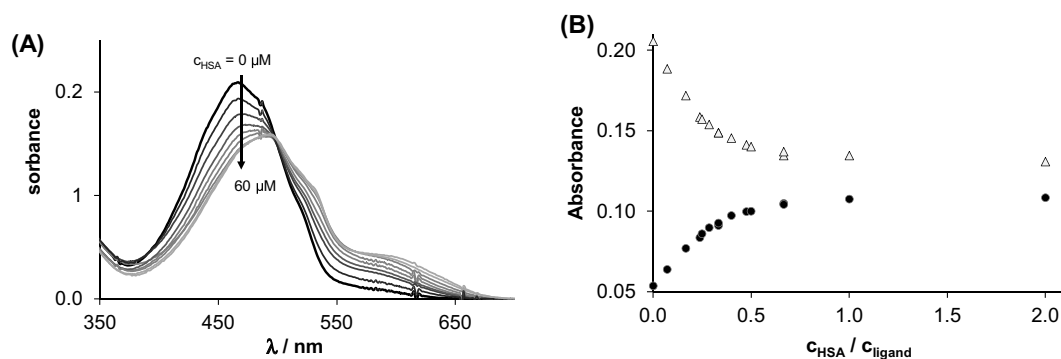 (A)
c_HSA = 0 μM
60 μM
sorbance
0.2
1
0.0
350
450
550
650
λ / nm
(B)
Absorbance
0.20
0.15
0.10
0.05
0.0
0.5
1.0
1.5
2.0
c_HSA / c_ligand